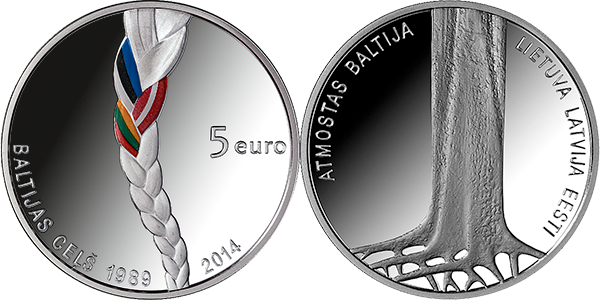 BALTIJAS CEĻŠ 1989
2014
5 euro
ATMOSTAS BALTIJA
LIETUVA LATVIJA EESTI